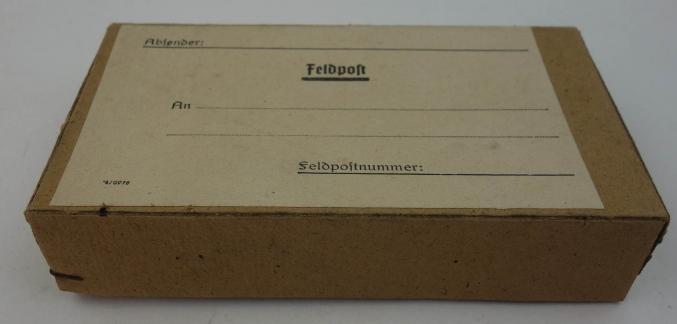 Absender:
Feldpost
An
Feldpostnummer: